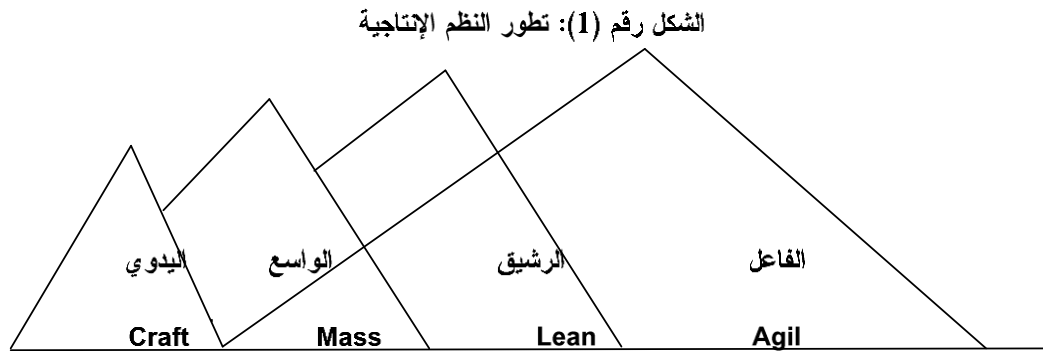 الشكل رقم (1): تطور النظم الإنتاجية
اليدوي الواسع الرشيق الفاعل
Craft Mass Lean Agil